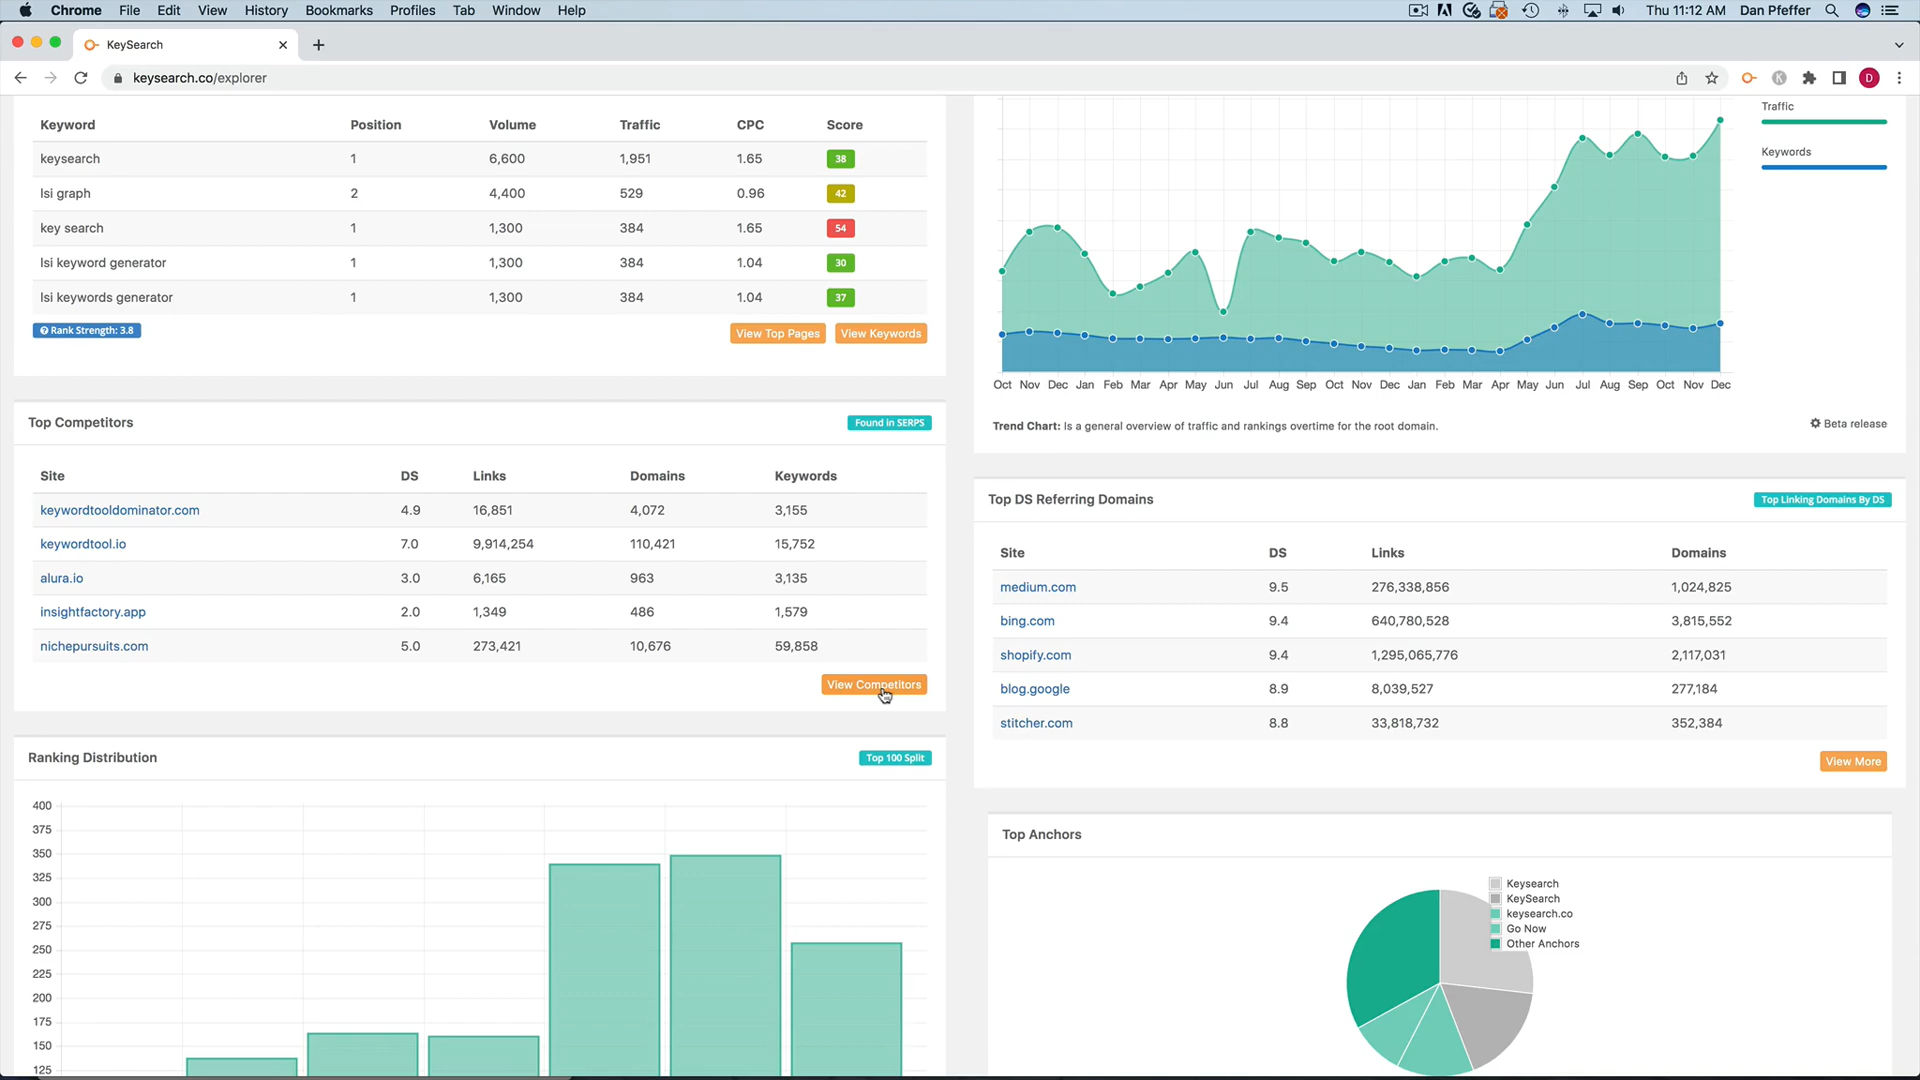 Chrome File Edit View History Bookmarks Profiles Tab Window Help Thu 11:12 AM Dan Pfeffer
KeySearch
keysearch.co/explorer
D
Keyword Position Volume Traffic CPC Score
keysearch 1 6,600 1,951 1.65 38
lsi graph 2 4,400 529 0.96 42
key search 1 1,300 384 1.65 54
lsi keyword generator 1 1,300 384 1.04 30
lsi keywords generator 1 1,300 384 1.04 37
Rank Strength: 3.8 View Top Pages View Keywords
Traffic
Keywords
Oct Nov Dec Jan Feb Mar Apr May Jun Jul Aug Sep Oct Nov Dec Jan Feb Mar Apr May Jun Jul Aug Sep Oct Nov Dec
Trend Chart: Is a general overview of traffic and rankings overtime for the root domain. Beta release
Top Competitors Found in SERPS
Site DS Links Domains Keywords
keywordtooldominator.com 4.9 16,851 4,072 3,155
keywordtool.io 7.0 9,914,254 110,421 15,752
alura.io 3.0 6,165 963 3,135
insightfactory.app 2.0 1,349 486 1,579
nichepursuits.com 5.0 273,421 10,676 59,858
View Competitors
Top DS Referring Domains Top Linking Domains By DS
Site DS Links Domains
medium.com 9.5 276,338,856 1,024,825
bing.com 9.4 640,780,528 3,815,552
shopify.com 9.4 1,295,065,776 2,117,031
blog.google 8.9 8,039,527 277,184
stitcher.com 8.8 33,818,732 352,384
View More
Ranking Distribution Top 100 Split
400
375
350
325
300
275
250
225
200
175
150
125
Top Anchors
Keysearch
KeySearch
keysearch.co
Go Now
Other Anchors